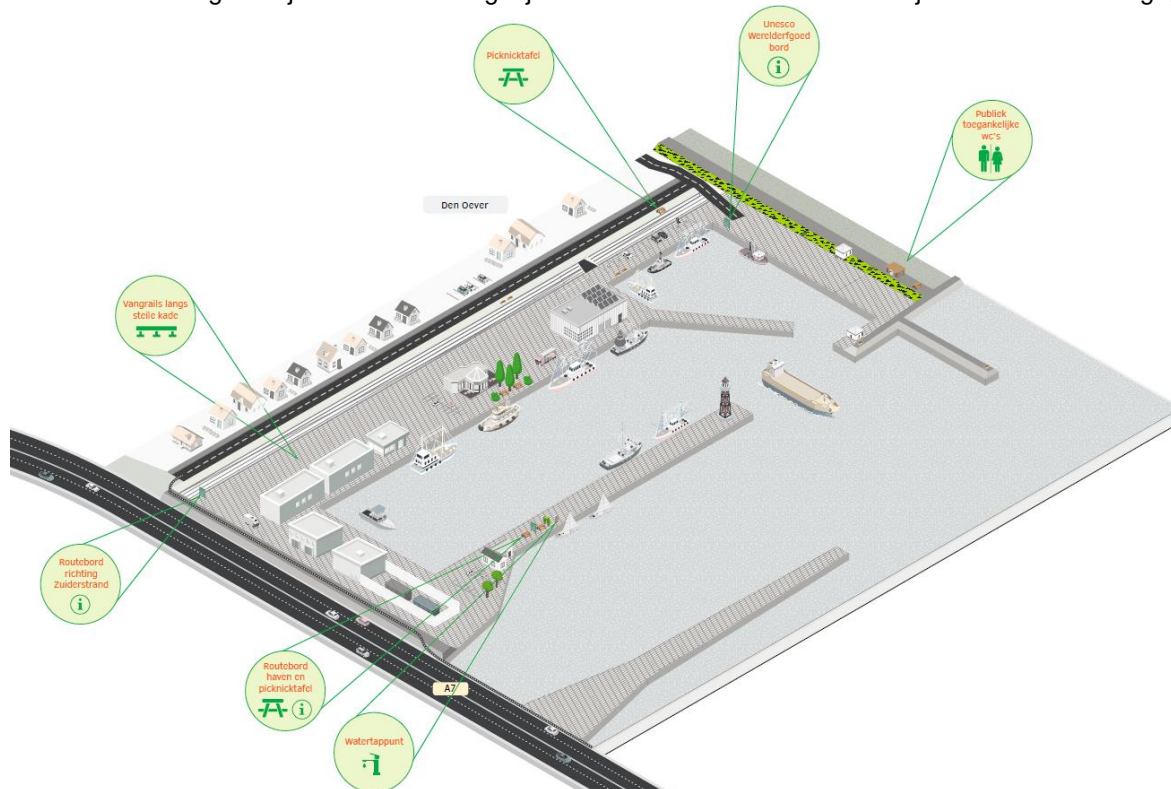 Picknicktafel
Unesco
Werelderfgoed
bord
Publiek
toegankelijke
wc's
Den Oever
Vangrails langs
steile kade
Routebord
richting
Zuiderstrand
Routebord
haven en
picknicktafel
A7
Watertappunt